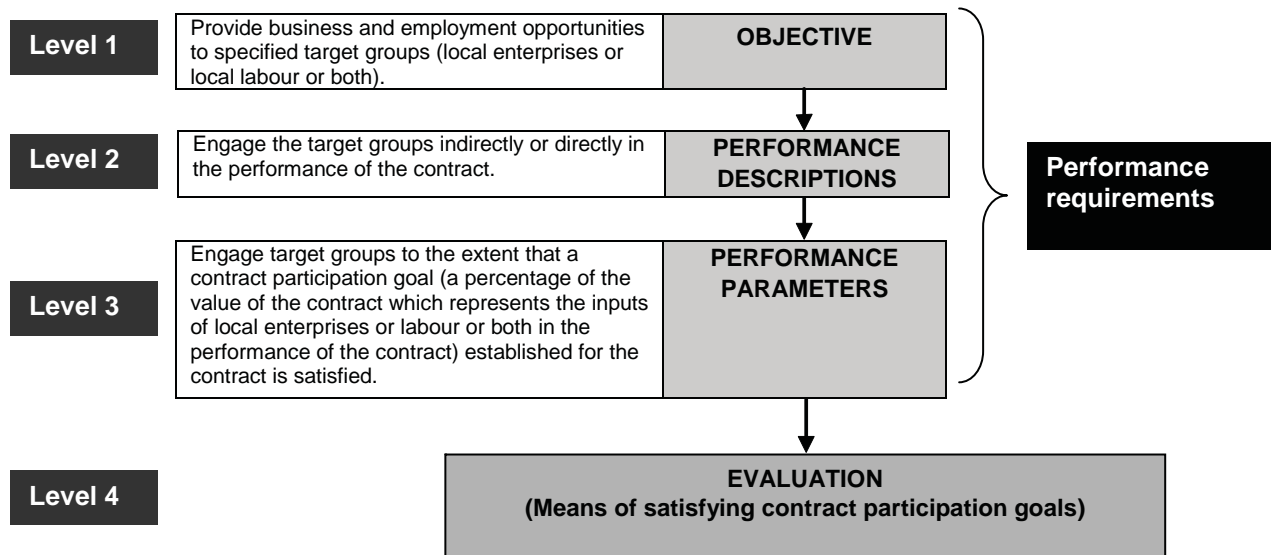 Level 1
Provide business and employment opportunities
to specified target groups (local enterprises or
local labour or both).
OBJECTIVE
Level 2
Engage the target groups indirectly or directly in
the performance of the contract.
PERFORMANCE
DESCRIPTIONS
Performance
requirements
Level 3
Engage target groups to the extent that a
contract participation goal (a percentage of the
value of the contract which represents the inputs
of local enterprises or labour or both in the
performance of the contract) established for the
contract is satisfied.
PERFORMANCE
PARAMETERS
Level 4
EVALUATION
(Means of satisfying contract participation goals)